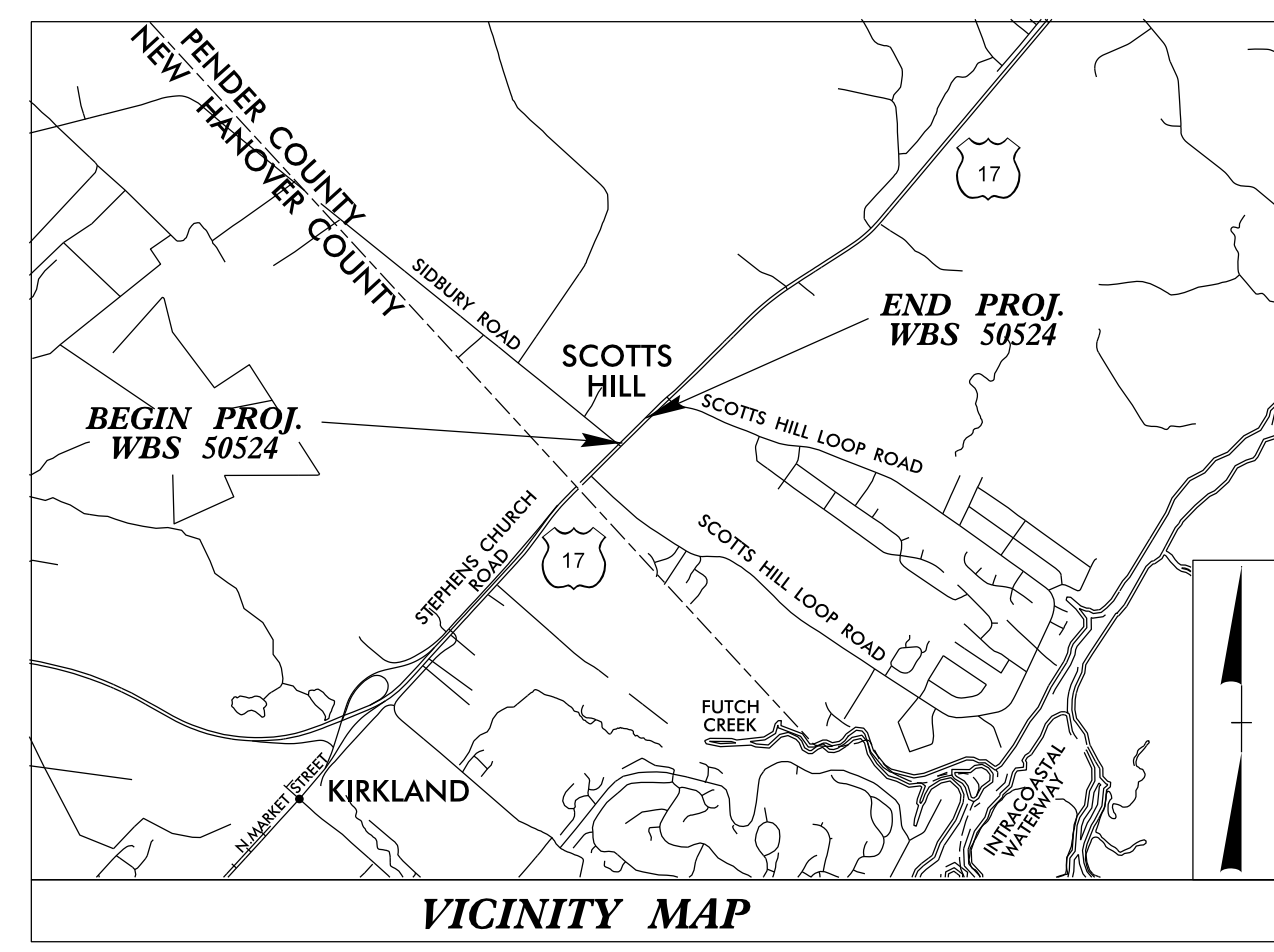 PENDER COUNTY
NEW HANOVER COUNTY
17
SIDBURY ROAD
END PROJ.
WBS 50524
SCOTTS
HILL
BEGIN PROJ.
WBS 50524
SCOTTS HILL LOOP ROAD
STEPHENS CHURCH
ROAD
17
SCOTTS HILL LOOP ROAD
FUTCH
CREEK
N.MARKET STREET
KIRKLAND
INTRACOASTAL
WATERWAY
VICINITY MAP